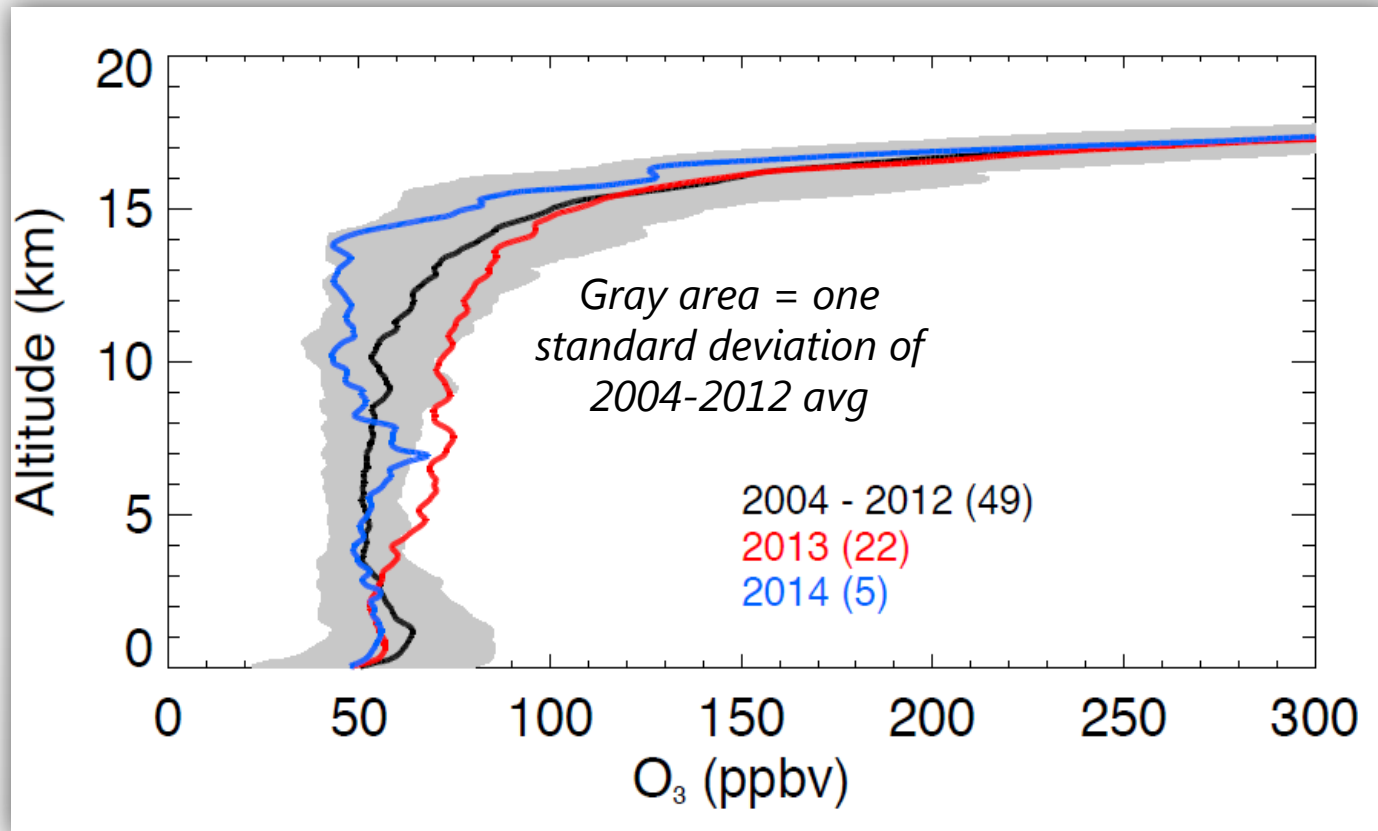 20
15
10
5
0
Altitude (km)
Gray area = one
standard deviation of
2004-2012 avg
2004 - 2012 (49)
2013 (22)
2014 (5)
0 50 100 150 200 250 300
O₃ (ppbv)